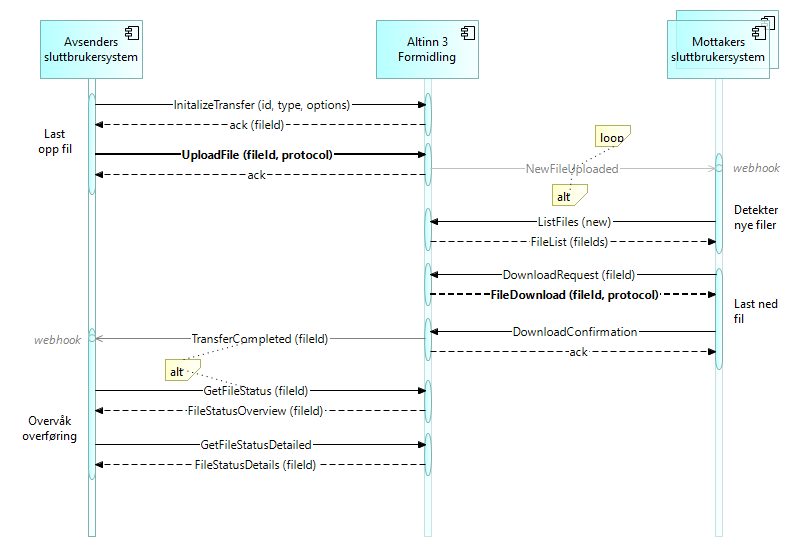 Avsenders
sluttbrukersystem
Altinn 3
Formidling
Mottakers
sluttbrukersystem
InitalizeTransfer (id, type, options)
ack (fileId)
Last
opp fil
UploadFile (fileId, protocol)
ack
loop
NewFileUploaded
webhook
alt
ListFiles (new)
Detekter
nye filer
FileList (fileIds)
DownloadRequest (fileId)
FileDownload (fileId, protocol)
Last ned
fil
DownloadConfirmation
webhook
TransferCompleted (fileId)
ack
alt
GetFileStatus (fileId)
FileStatusOverview (fileId)
Overvåk
overføring
GetFileStatusDetailed
FileStatusDetails (fileId)